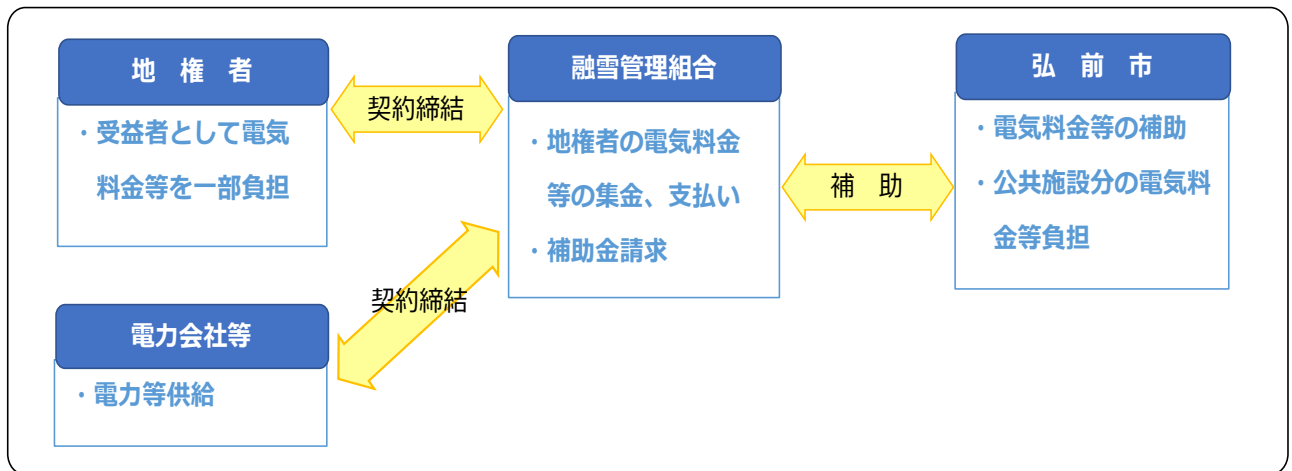 地　権　者
・受益者として電気
料金等を一部負担
契約締結
融雪管理組合
・地権者の電気料金
等の集金、支払い
・補助金請求
補　助
弘　前　市
・電気料金等の補助
・公共施設分の電気料
金等負担
契約締結
電力会社等
・電力等供給